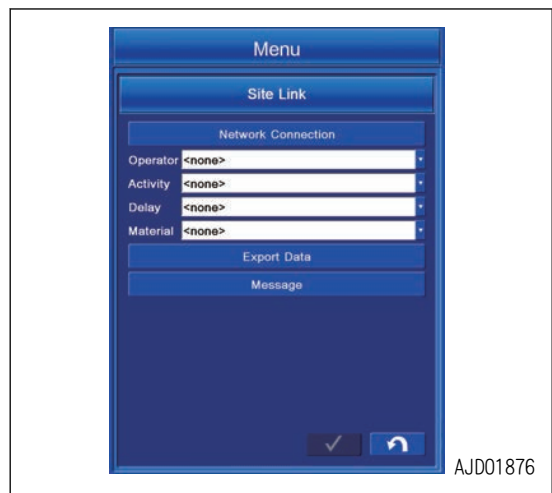 Menu
Site Link
Network Connection
Operator <none>
Activity <none>
Delay <none>
Material <none>
Export Data
Message
AJD01876